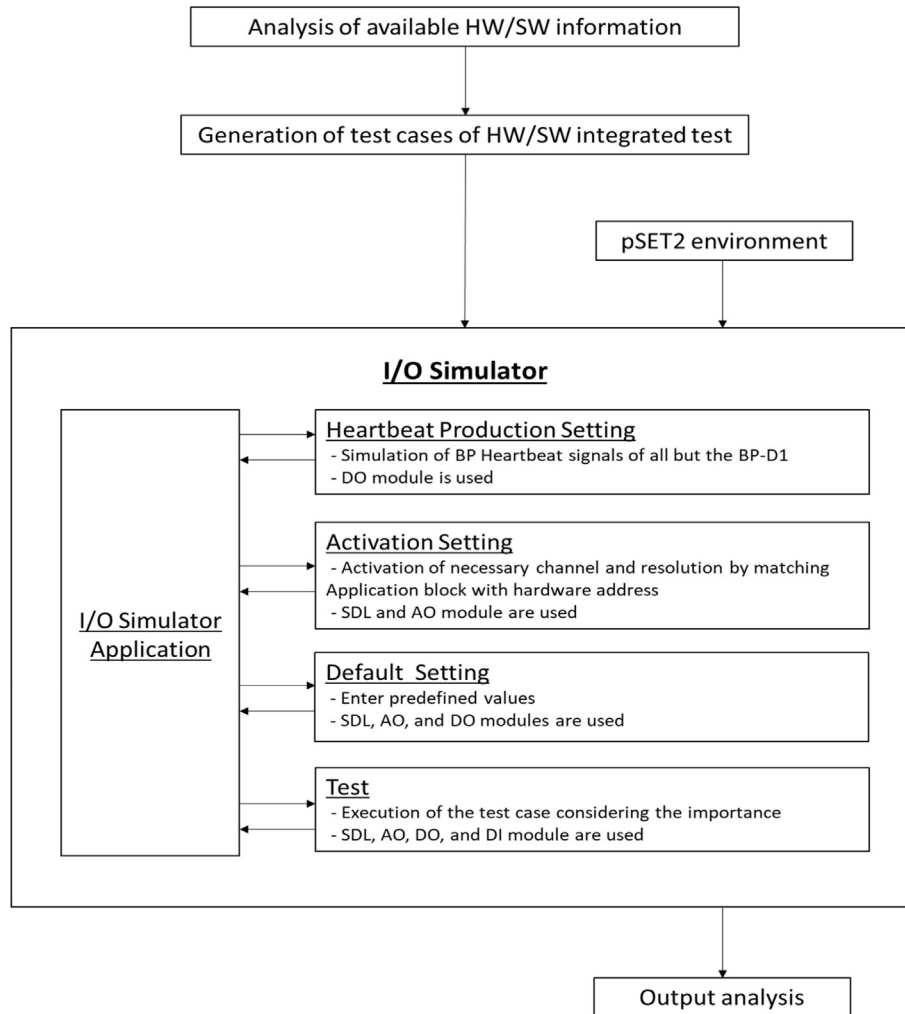 Analysis of available HW/SW information
Generation of test cases of HW/SW integrated test
pSET2 environment
I/O Simulator
I/O Simulator
Application
Heartbeat Production Setting
- Simulation of BP Heartbeat signals of all but the BP-D1
- DO module is used
Activation Setting
- Activation of necessary channel and resolution by matching
Application block with hardware address
- SDL and AO module are used
Default Setting
- Enter predefined values
- SDL, AO, and DO modules are used
Test
- Execution of the test case considering the importance
- SDL, AO, DO, and DI module are used
Output analysis